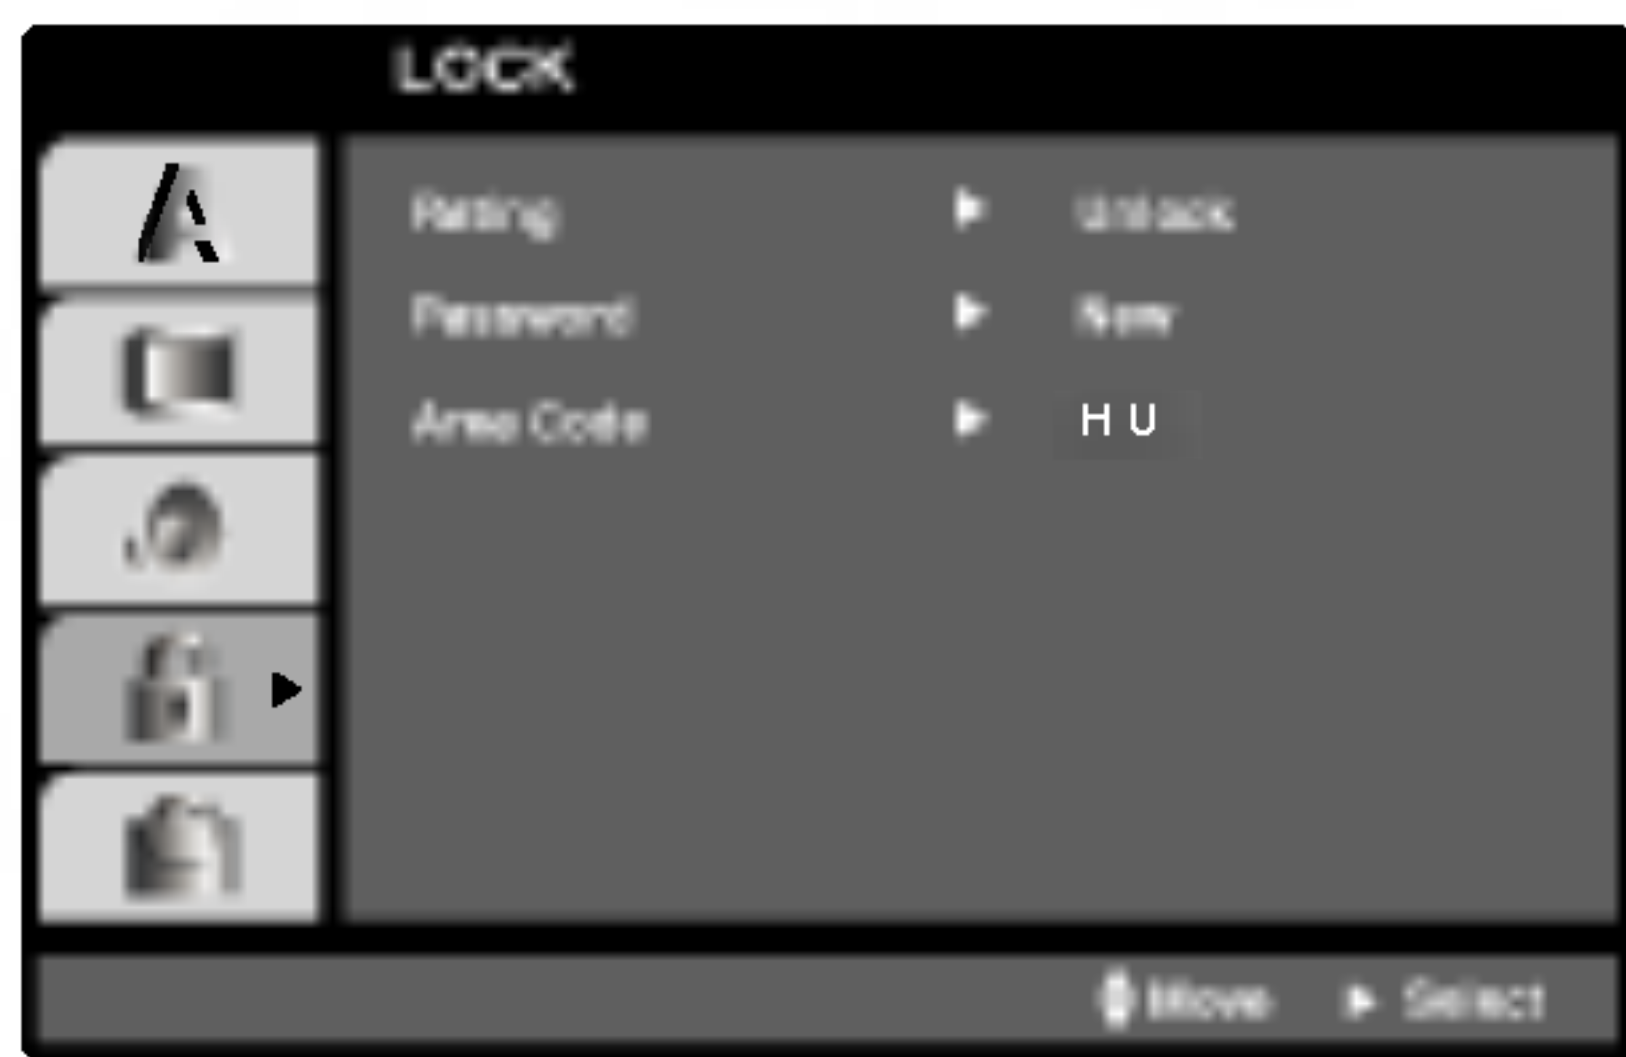 LOCK
Rating Unlock
Password New
Area Code H U
Move Select